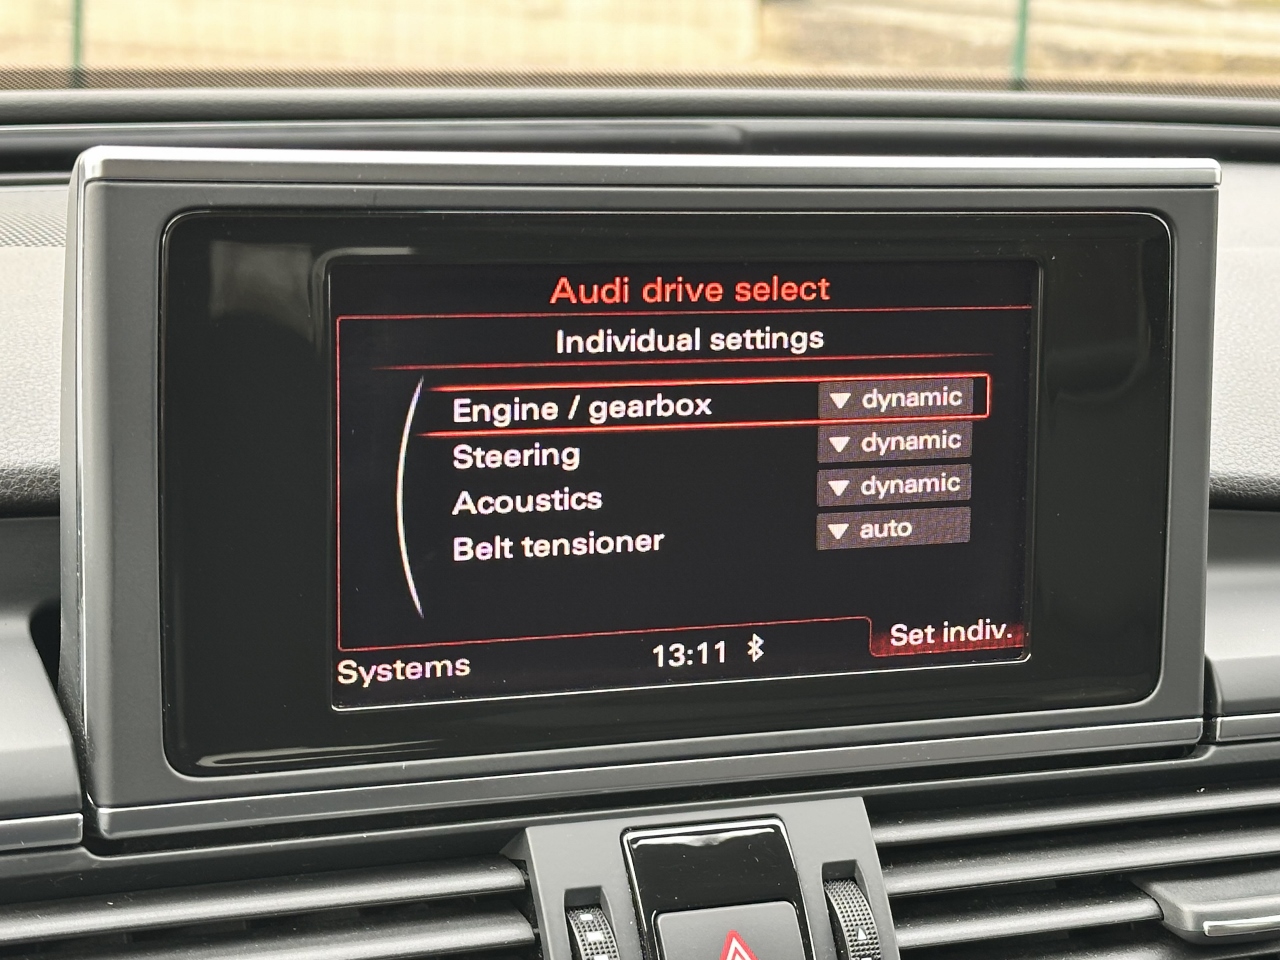 Audi drive select
Individual settings
Engine / gearbox ▼ dynamic
Steering ▼ dynamic
Acoustics ▼ dynamic
Belt tensioner ▼ auto
Set indiv.
Systems 13:11